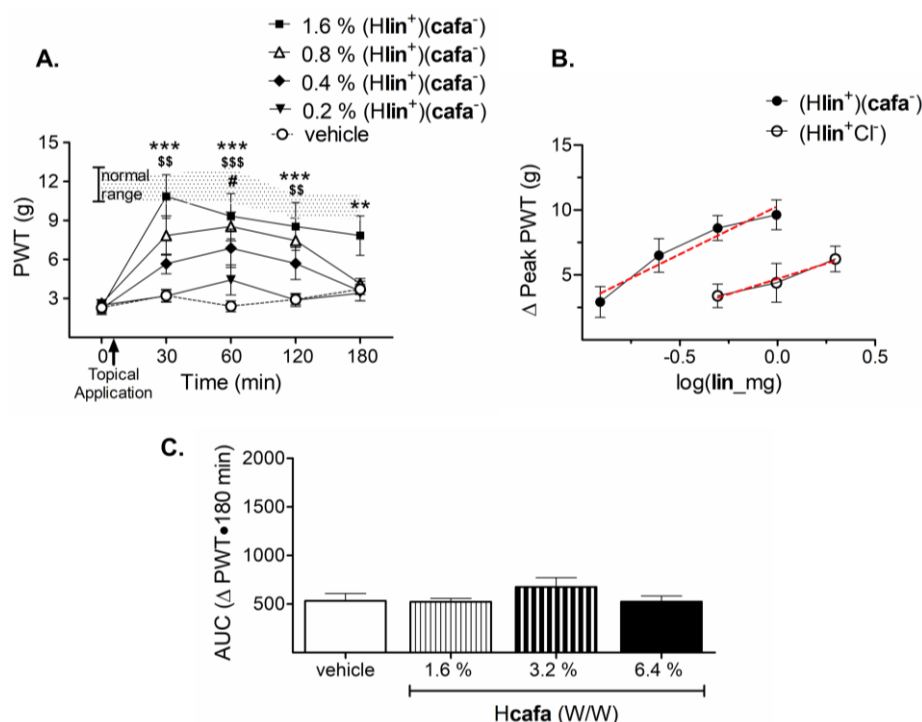 A.
1.6 % (Hlin⁺)(cafa⁻)
0.8 % (Hlin⁺)(cafa⁻)
0.4 % (Hlin⁺)(cafa⁻)
0.2 % (Hlin⁺)(cafa⁻)
vehicle
15
12
9
6
3
PWT (g)
normal
range
***
$$
***
$$$
#
***
$$
**
0
30
60
120
180
Topical
Application
Time (min)
B.
(Hlin⁺)(cafa⁻)
(Hlin⁺Cl⁻)
15
10
5
Δ Peak PWT (g)
-0.5
0.0
0.5
log(lin_mg)
C.
2000
1500
1000
500
AUC (Δ PWT•180 min)
vehicle
1.6 %
3.2 %
6.4 %
Hcafa (W/W)